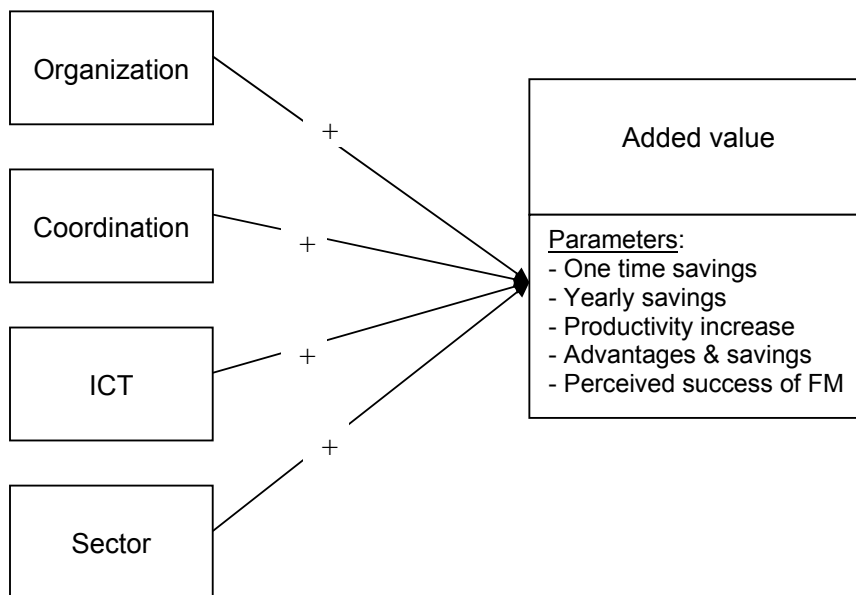 Organization
+
Added value
Coordination
+
Parameters:
- One time savings
- Yearly savings
- Productivity increase
- Advantages & savings
- Perceived success of FM
ICT
+
+
Sector